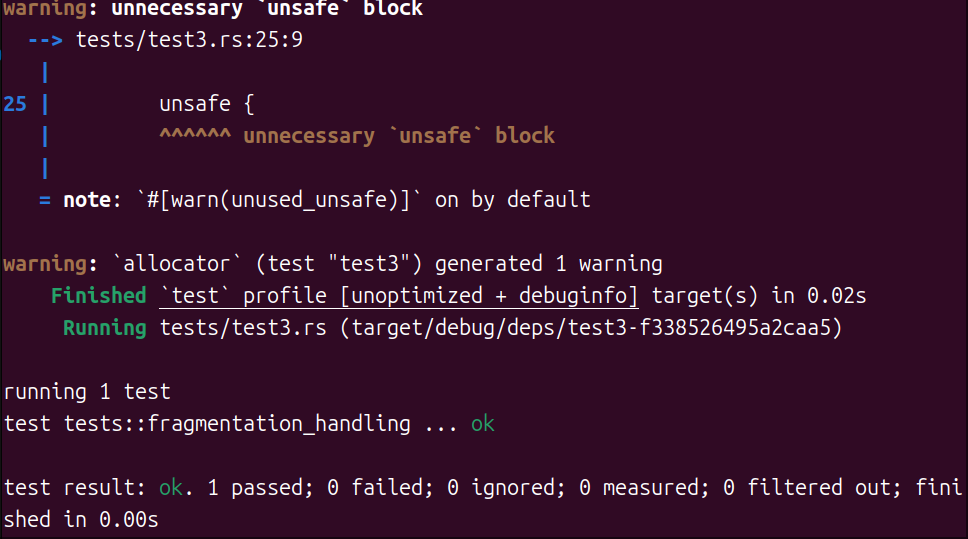 warning: unnecessary `unsafe` block
--> tests/test3.rs:25:9
|
25 | unsafe {
| ^^^^^^ unnecessary `unsafe` block
|
= note: `#[warn(unused_unsafe)]` on by default
warning: `allocator` (test "test3") generated 1 warning
Finished `test` profile [unoptimized + debuginfo] target(s) in 0.02s
Running tests/test3.rs (target/debug/deps/test3-f338526495a2caa5)
running 1 test
test tests::fragmentation_handling ... ok
test result: ok. 1 passed; 0 failed; 0 ignored; 0 measured; 0 filtered out; fini
shed in 0.00s